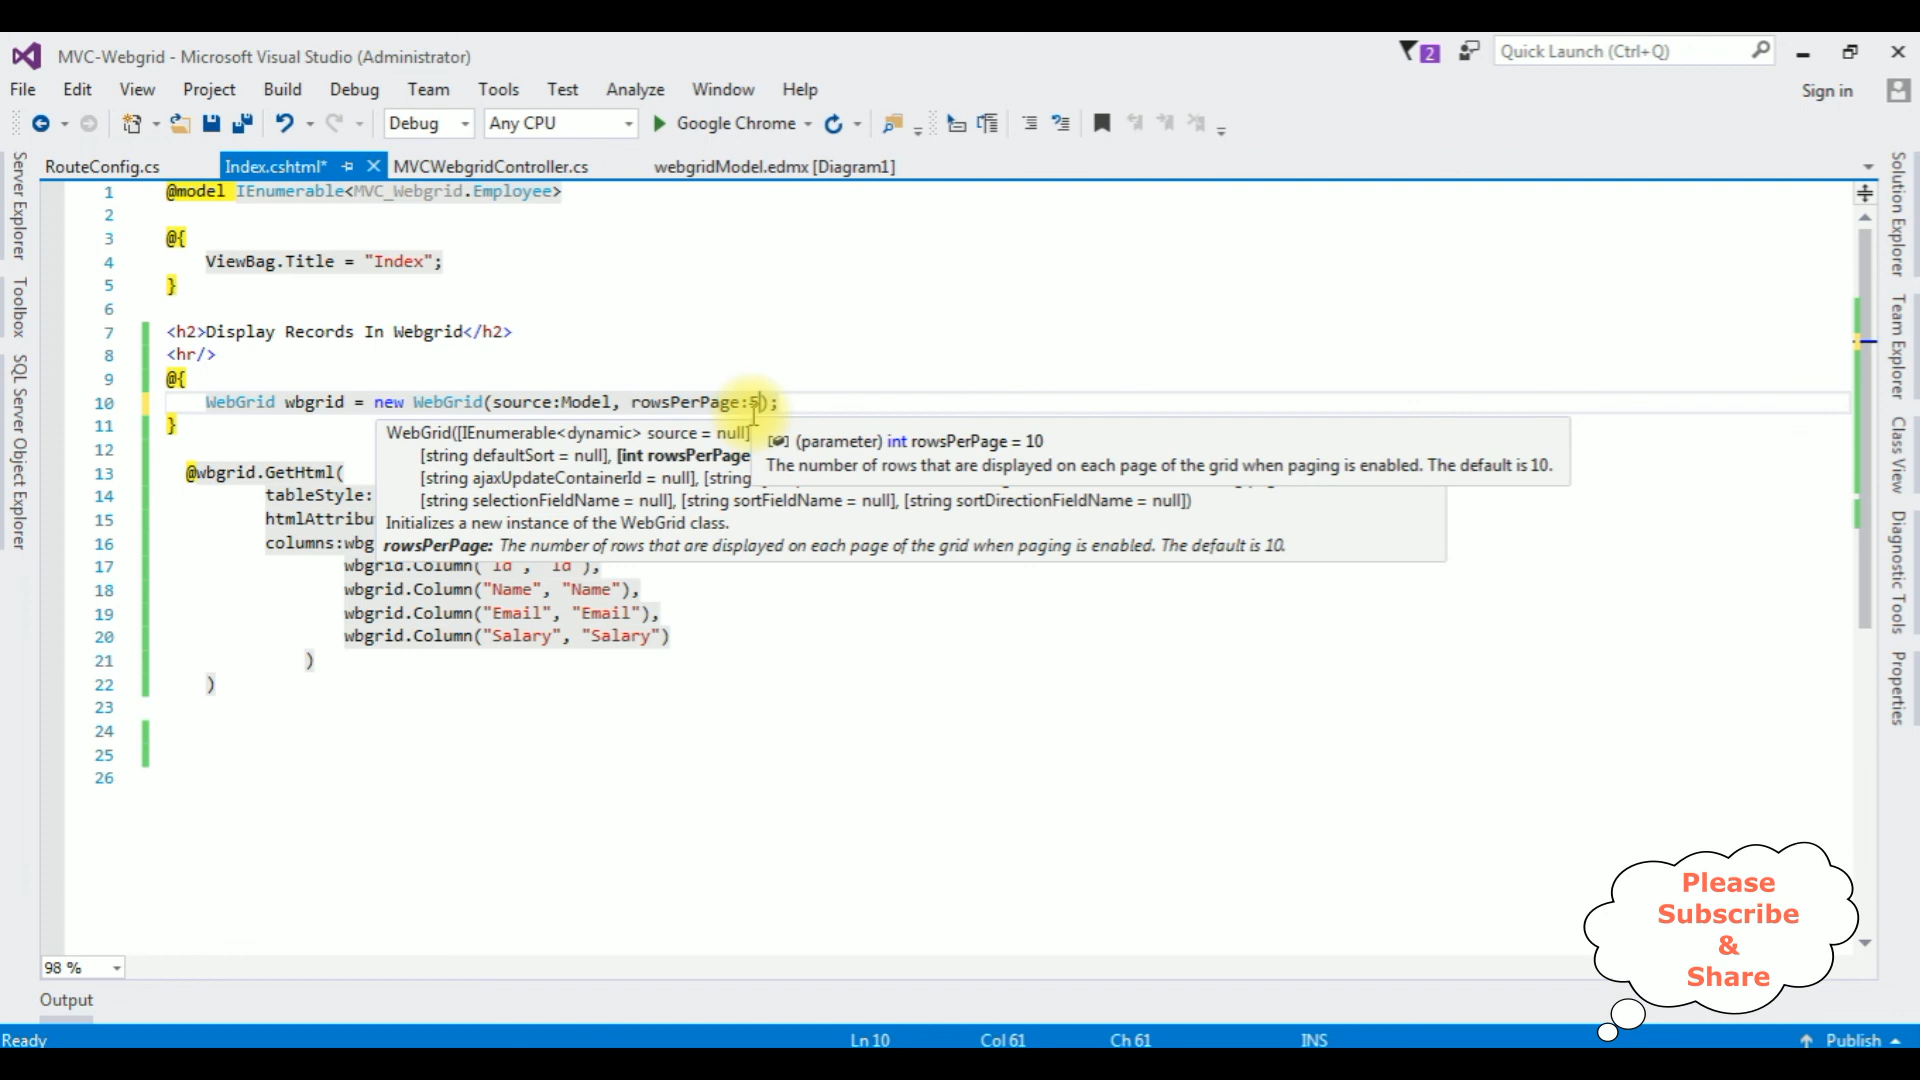 MVC-Webgrid - Microsoft Visual Studio (Administrator)
2
Quick Launch (Ctrl+Q)
File Edit View Project Build Debug Team Tools Test Analyze Window Help
Sign in
Debug
Any CPU
Google Chrome
RouteConfig.cs
Index.cshtml*
MVCWebgridController.cs
webgridModel.edmx [Diagram1]
Server Explorer
Toolbox
SQL Server Object Explorer
1 @model IEnumerable<MVC_Webgrid.Employee>
2
3 @{
4 ViewBag.Title = "Index";
5 }
6
7 <h2>Display Records In Webgrid</h2>
8 <hr/>
9 @{
10 WebGrid wbgrid = new WebGrid(source:Model, rowsPerPage:5);
11 }
12
13 @wbgrid.GetHtml(
14 tableStyle:
15 htmlAttribu
16 columns:wbg
17 wbgrid.Column("Id", "Id"),
18 wbgrid.Column("Name", "Name"),
19 wbgrid.Column("Email", "Email"),
20 wbgrid.Column("Salary", "Salary")
21 )
22 )
23
24
25
26
WebGrid([IEnumerable<dynamic> source = null]
[string defaultSort = null], [int rowsPerPage
[string ajaxUpdateContainerId = null], [string
[string selectionFieldName = null], [string sortFieldName = null], [string sortDirectionFieldName = null])
Initializes a new instance of the WebGrid class.
rowsPerPage: The number of rows that are displayed on each page of the grid when paging is enabled. The default is 10.
(parameter) int rowsPerPage = 10
The number of rows that are displayed on each page of the grid when paging is enabled. The default is 10.
Solution Explorer
Team Explorer
Class View
Diagnostic Tools
Properties
Please
Subscribe
&
Share
98 %
Output
Ready
Ln 10
Col 61
Ch 61
INS
Publish